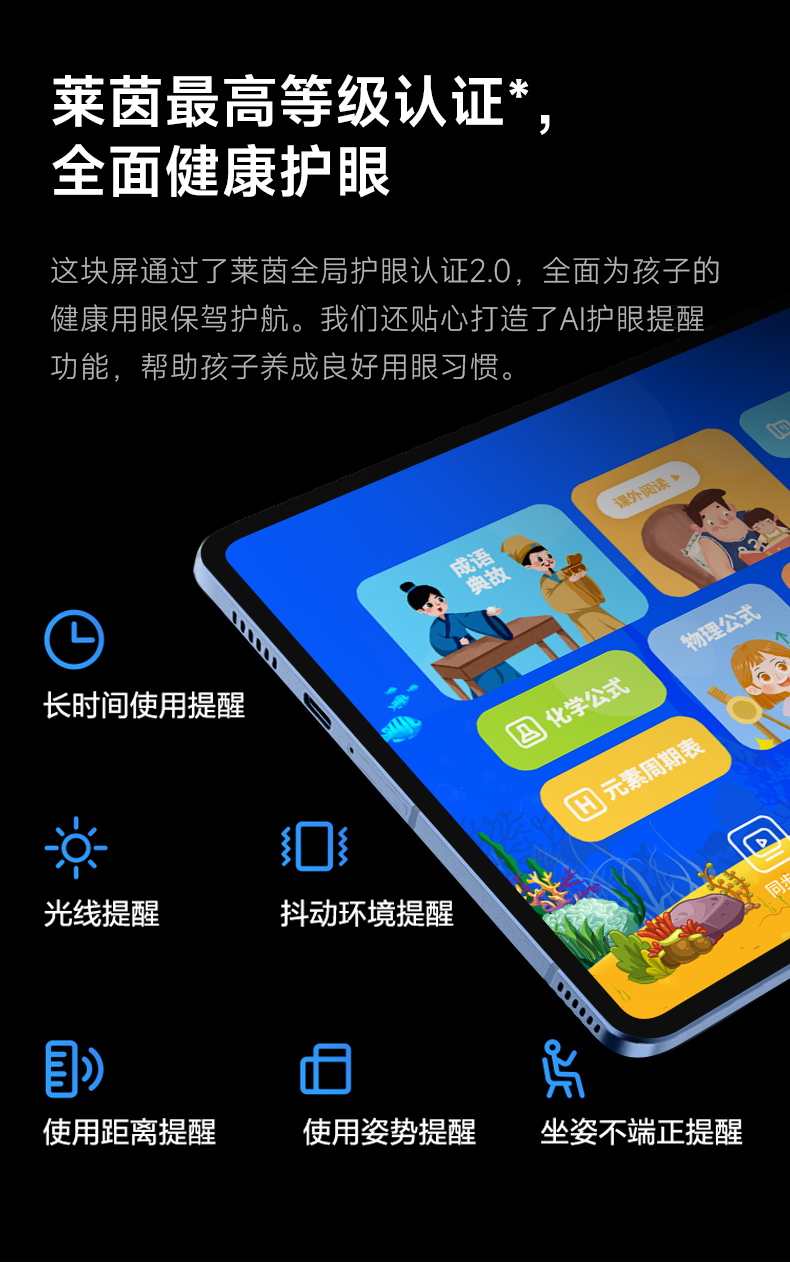 莱茵最高等级认证*，
全面健康护眼
这块屏通过了莱茵全局护眼认证2.0，全面为孩子的
健康用眼保驾护航。我们还贴心打造了AI护眼提醒
功能，帮助孩子养成良好用眼习惯。
课外阅读
成语
典故
物理公式
化学公式
H 元素周期表
同步
长时间使用提醒
光线提醒
抖动环境提醒
使用距离提醒
使用姿势提醒
坐姿不端正提醒